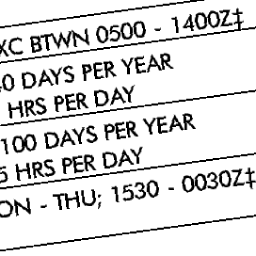 XC BTWN 0500 - 1400Z‡
0 DAYS PER YEAR
HRS PER DAY
100 DAYS PER YEAR
5 HRS PER DAY
ON - THU; 1530 - 0030Z‡